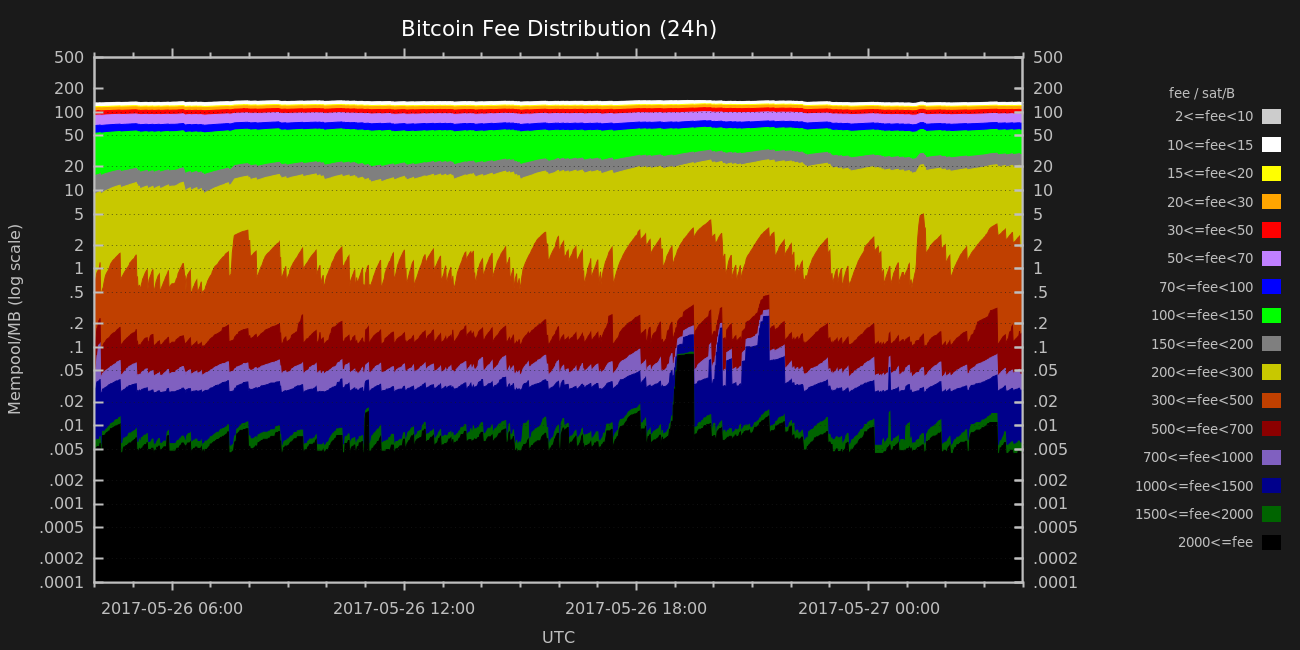 Bitcoin Fee Distribution (24h)
Mempool/MB (log scale)
500
200
100
50
20
10
5
2
1
.5
.2
.1
.05
.02
.01
.005
.002
.001
.0005
.0002
.0001
500
200
100
50
20
10
5
2
1
.5
.2
.1
.05
.02
.01
.005
.002
.001
.0005
.0002
.0001
2017-05-26 06:00 2017-05-26 12:00 2017-05-26 18:00 2017-05-27 00:00
UTC
fee / sat/B
2<=fee<10
10<=fee<15
15<=fee<20
20<=fee<30
30<=fee<50
50<=fee<70
70<=fee<100
100<=fee<150
150<=fee<200
200<=fee<300
300<=fee<500
500<=fee<700
700<=fee<1000
1000<=fee<1500
1500<=fee<2000
2000<=fee